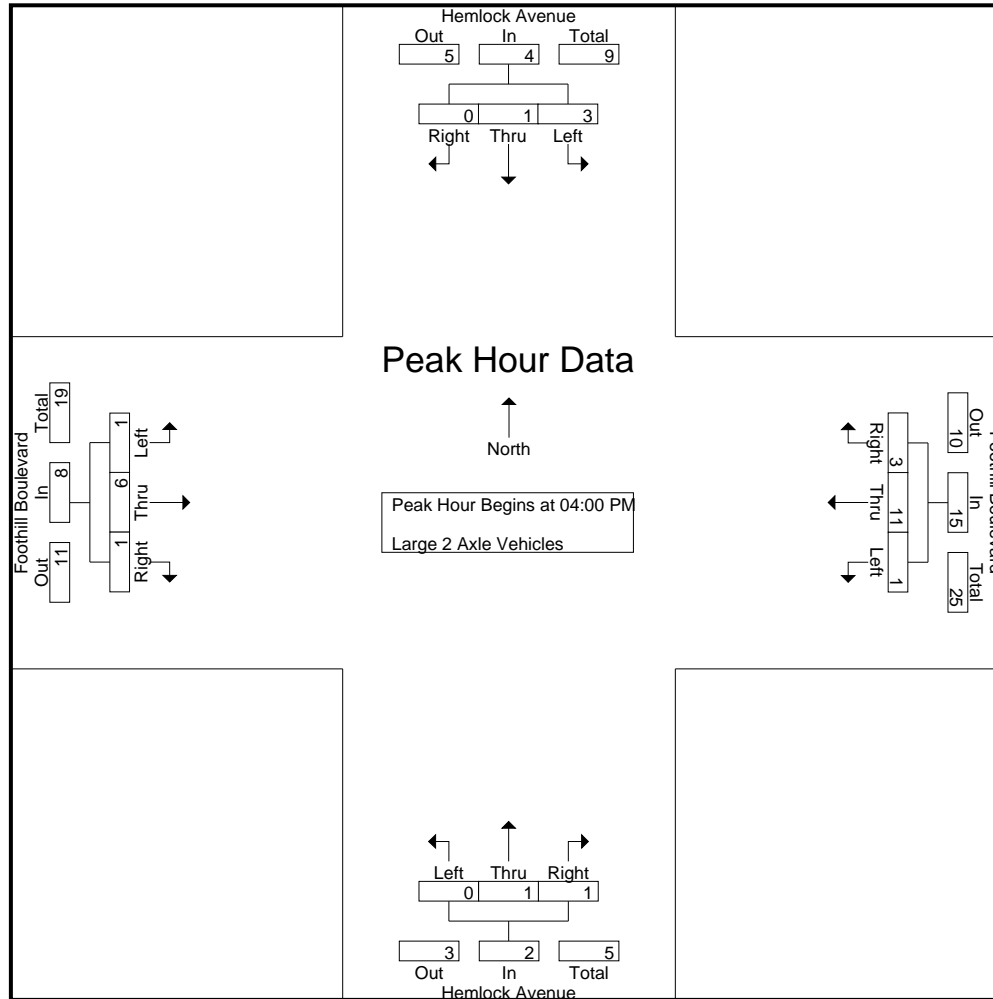 Hemlock Avenue
Out In Total
5 4 9
0 1 3
Right Thru Left
Peak Hour Data
North
Peak Hour Begins at 04:00 PM
Large 2 Axle Vehicles
Foothill Boulevard
Total In Out
19 8 11
1 6 1
Left Thru Right
Out In Total
10 15 25
3 11 1
Right Thru Left
Left Thru Right
0 1 1
3 2 5
Out In Total
Hemlock Avenue